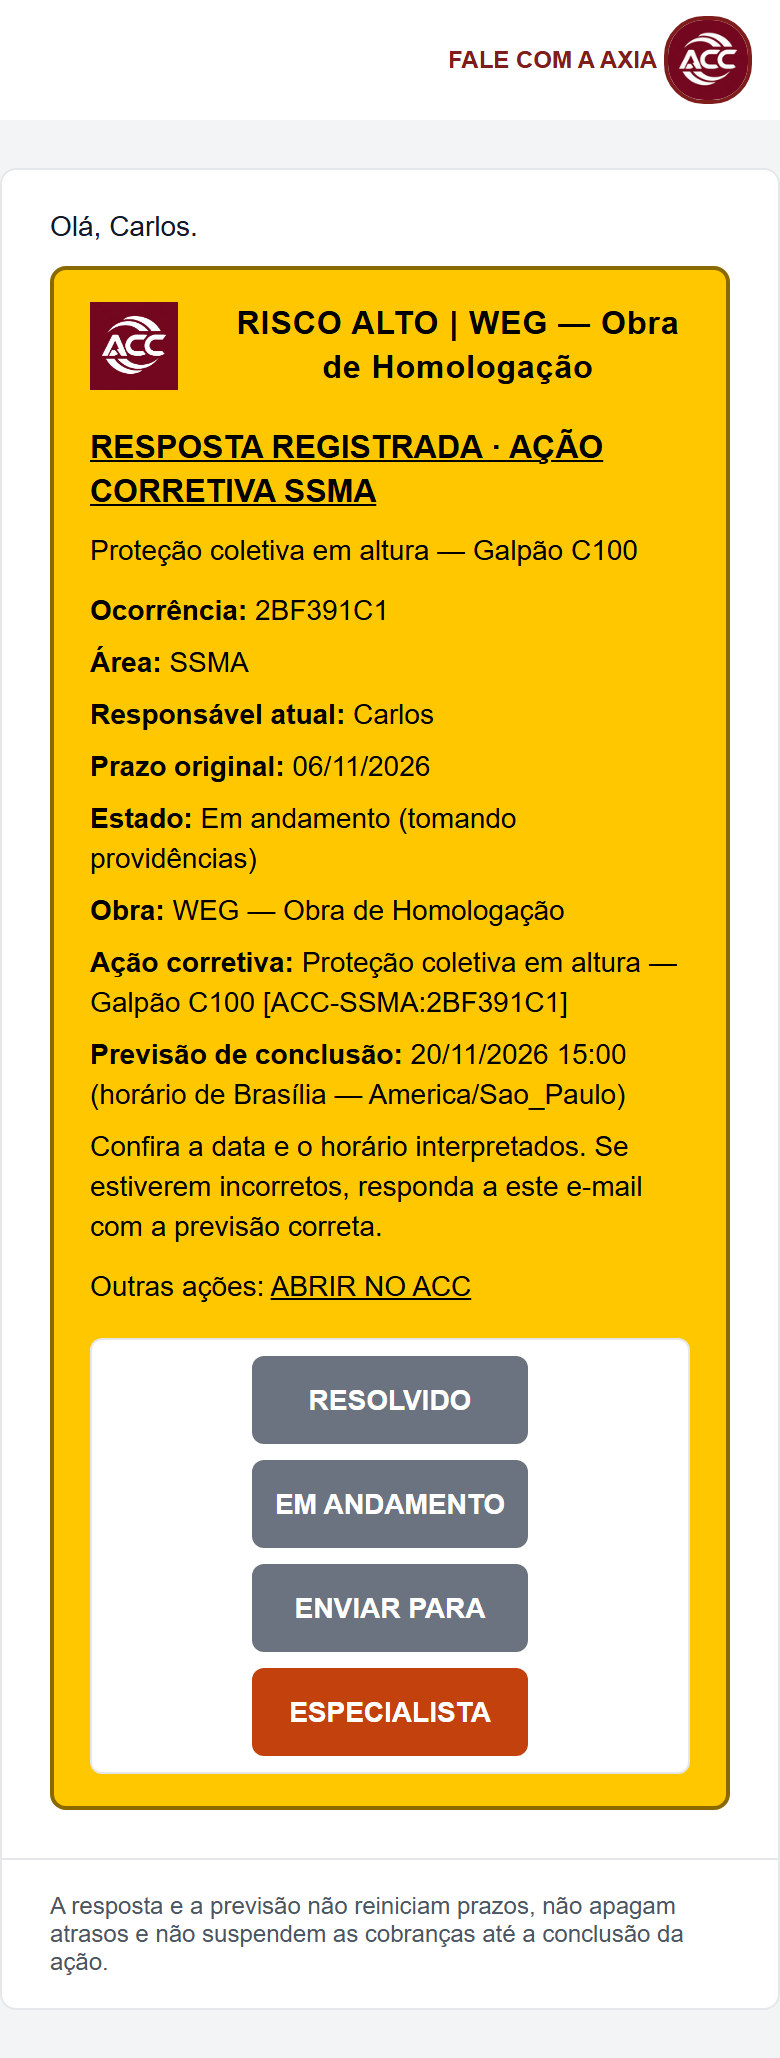 FALE COM A AXIA
ACC
Olá, Carlos.
ACC
RISCO ALTO | WEG — Obra
de Homologação
RESPOSTA REGISTRADA · AÇÃO
CORRETIVA SSMA
Proteção coletiva em altura — Galpão C100
Ocorrência: 2BF391C1
Área: SSMA
Responsável atual: Carlos
Prazo original: 06/11/2026
Estado: Em andamento (tomando
providências)
Obra: WEG — Obra de Homologação
Ação corretiva: Proteção coletiva em altura —
Galpão C100 [ACC-SSMA:2BF391C1]
Previsão de conclusão: 20/11/2026 15:00
(horário de Brasília — America/Sao_Paulo)
Confira a data e o horário interpretados. Se
estiverem incorretos, responda a este e-mail
com a previsão correta.
Outras ações: ABRIR NO ACC
RESOLVIDO
EM ANDAMENTO
ENVIAR PARA
ESPECIALISTA
A resposta e a previsão não reiniciam prazos, não apagam
atrasos e não suspendem as cobranças até a conclusão da
ação.